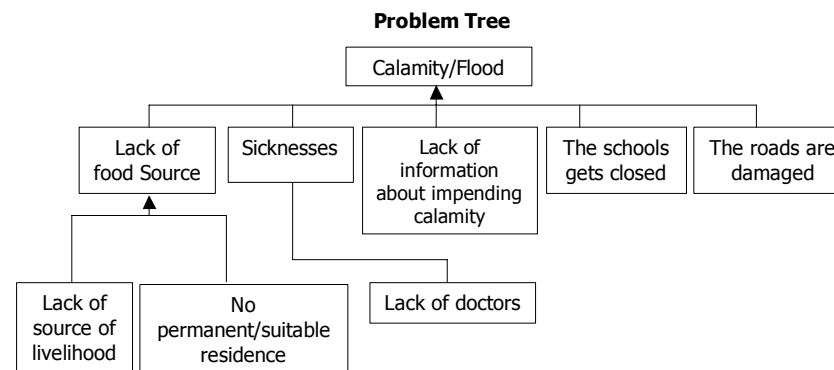 Problem Tree
Calamity/Flood
Lack of
food Source
Sicknesses
Lack of
information
about impending
calamity
The schools
gets closed
The roads are
damaged
Lack of
source of
livelihood
No
permanent/suitable
residence
Lack of doctors